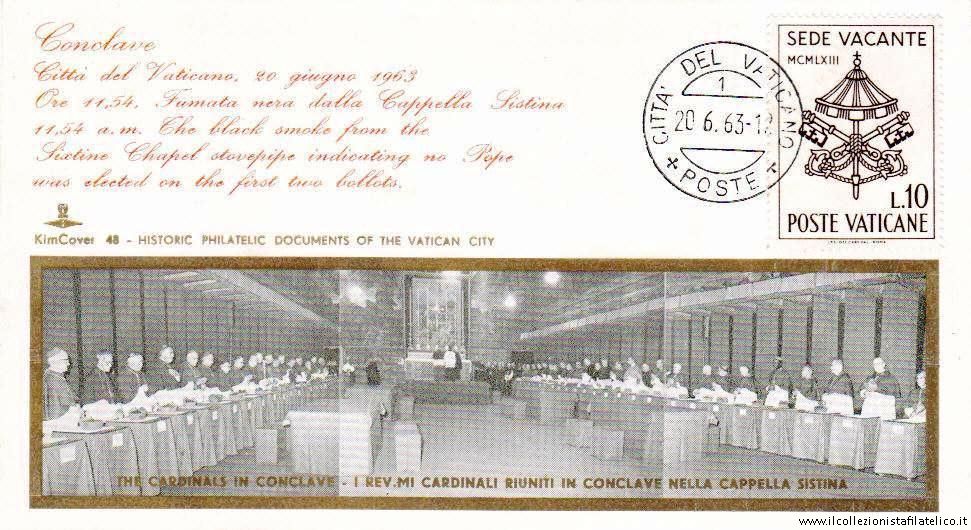 Conclave
Città del Vaticano, 20 giugno 1963
Ore 11,54. Fumata nera dalla Cappella Sistina
11,54 a.m. The black smoke from the
Sixtine Chapel stovepipe indicating no Pope
was elected on the first two ballots.
KimCover 48 - HISTORIC PHILATELIC DOCUMENTS OF THE VATICAN CITY
CITTA' DEL VATICANO
1
20 6. 63-12
POSTE
SEDE VACANTE
MCMLXIII
L.10
POSTE VATICANE
THE CARDINALS IN CONCLAVE - I REV.MI CARDINALI RIUNITI IN CONCLAVE NELLA CAPPELLA SISTINA
www.ilcollezionistafilatelico.it